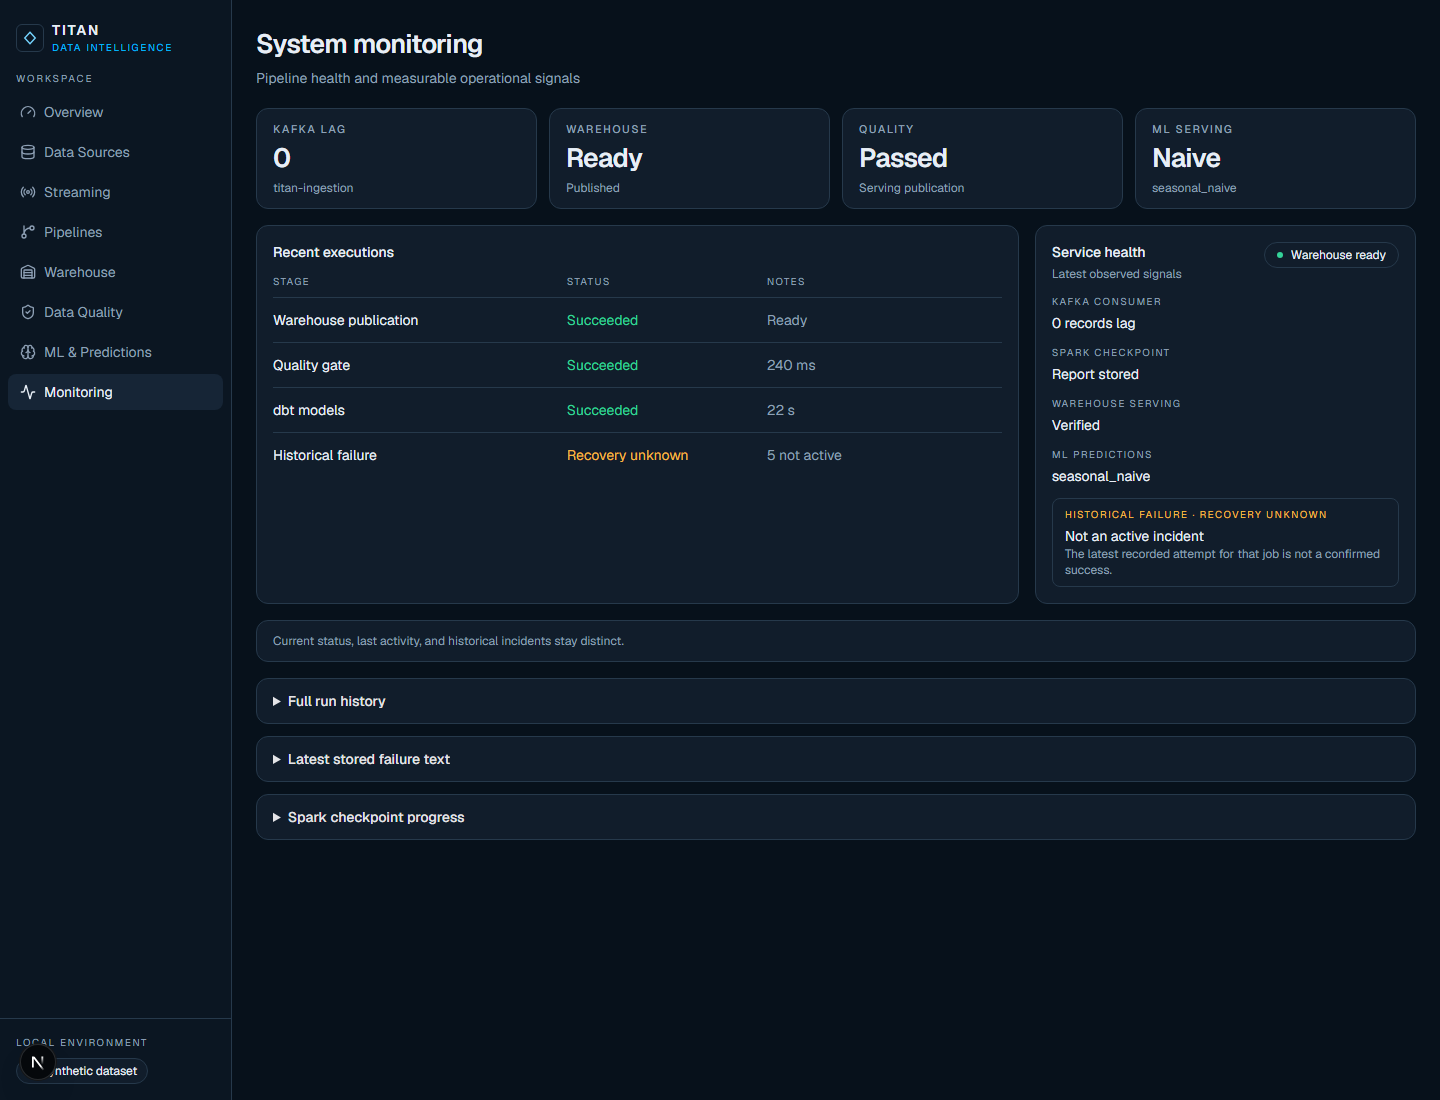 TITAN
DATA INTELLIGENCE
WORKSPACE
Overview
Data Sources
Streaming
Pipelines
Warehouse
Data Quality
ML & Predictions
Monitoring
LOCAL ENVIRONMENT
N
nthetic dataset
System monitoring
Pipeline health and measurable operational signals
KAFKA LAG
0
titan-ingestion
WAREHOUSE
Ready
Published
QUALITY
Passed
Serving publication
ML SERVING
Naive
seasonal_naive
Recent executions
STAGE STATUS NOTES
Warehouse publication Succeeded Ready
Quality gate Succeeded 240 ms
dbt models Succeeded 22 s
Historical failure Recovery unknown 5 not active
Service health
Warehouse ready
Latest observed signals
KAFKA CONSUMER
0 records lag
SPARK CHECKPOINT
Report stored
WAREHOUSE SERVING
Verified
ML PREDICTIONS
seasonal_naive
HISTORICAL FAILURE · RECOVERY UNKNOWN
Not an active incident
The latest recorded attempt for that job is not a confirmed
success.
Current status, last activity, and historical incidents stay distinct.
Full run history
Latest stored failure text
Spark checkpoint progress